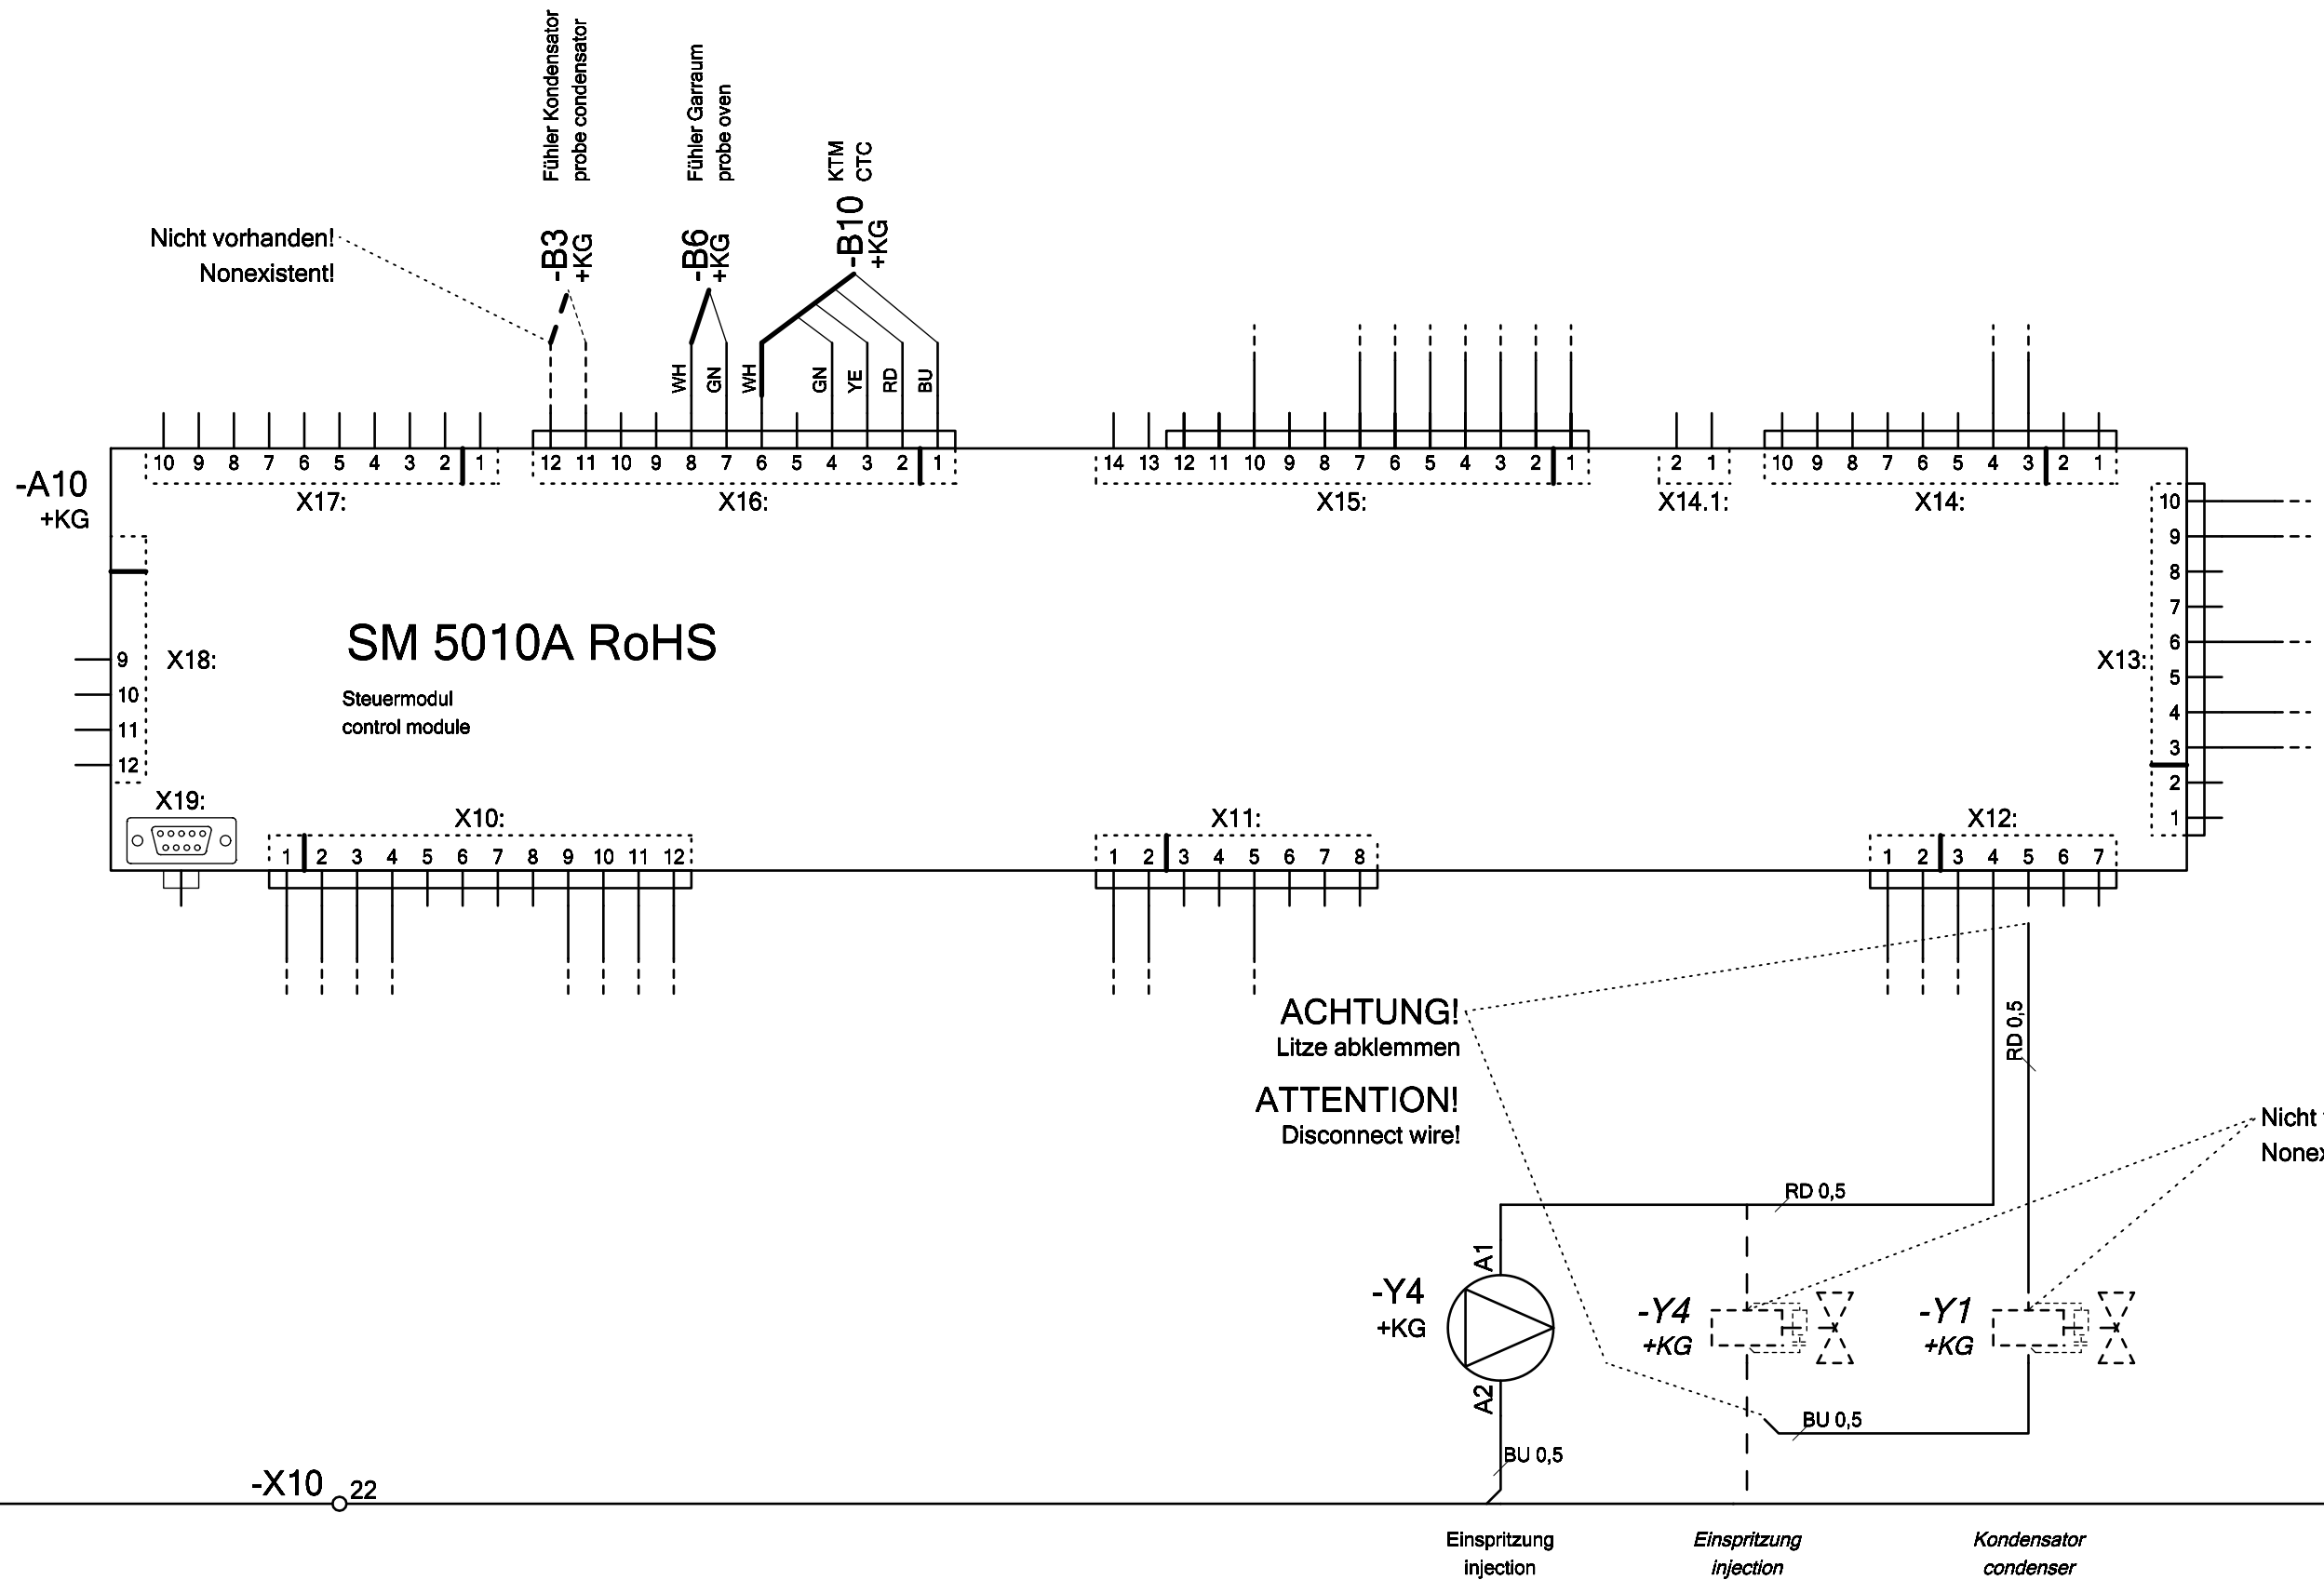 Fühler Kondensator
probe condensator
Fühler Garraum
probe oven
KTM
CTC
Nicht vorhanden!
Nonexistent!
-B3
+KG
-B6
+KG
-B10
+KG
WH
GN
WH
GN
YE
RD
BU
10 9 8 7 6 5 4 3 2 1
X17:
12 11 10 9 8 7 6 5 4 3 2 1
X16:
14 13 12 11 10 9 8 7 6 5 4 3 2 1
X15:
2 1
X14.1:
10 9 8 7 6 5 4 3 2 1
X14:
-A10
+KG
10
9
8
7
6
5
4
3
2
1
X13:
9
10
11
12
X18:
SM 5010A RoHS
Steuermodul
control module
X19:
X10:
1 2 3 4 5 6 7 8 9 10 11 12
X11:
1 2 3 4 5 6 7 8
X12:
1 2 3 4 5 6 7
ACHTUNG!
Litze abklemmen
ATTENTION!
Disconnect wire!
RD 0,5
Nicht
RD 0,5
A1
-Y4
+KG
A2
-Y4
+KG
-Y1
+KG
BU 0,5
BU 0,5
-X10
22
Einspritzung
injection
Einspritzung
injection
Kondensator
condenser